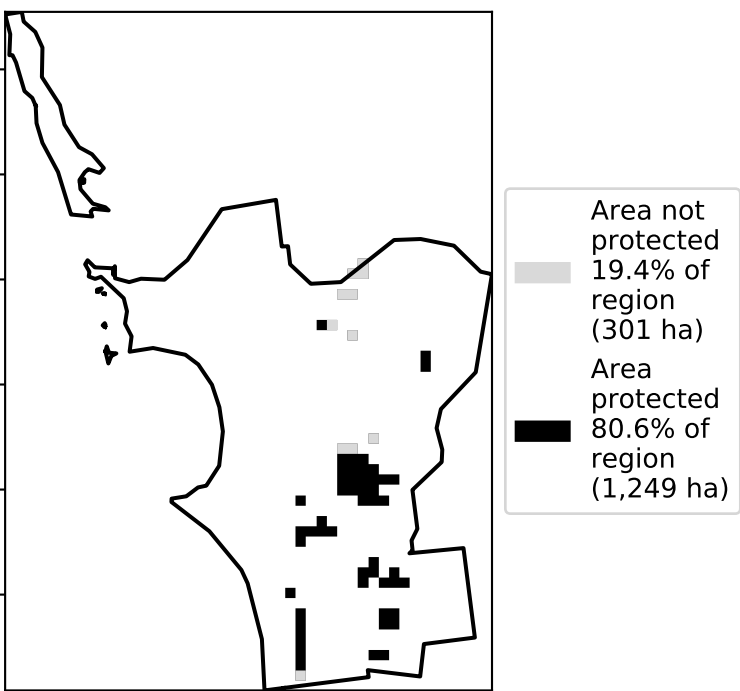 Area not
protected
19.4% of
region
(301 ha)
Area
protected
80.6% of
region
(1,249 ha)